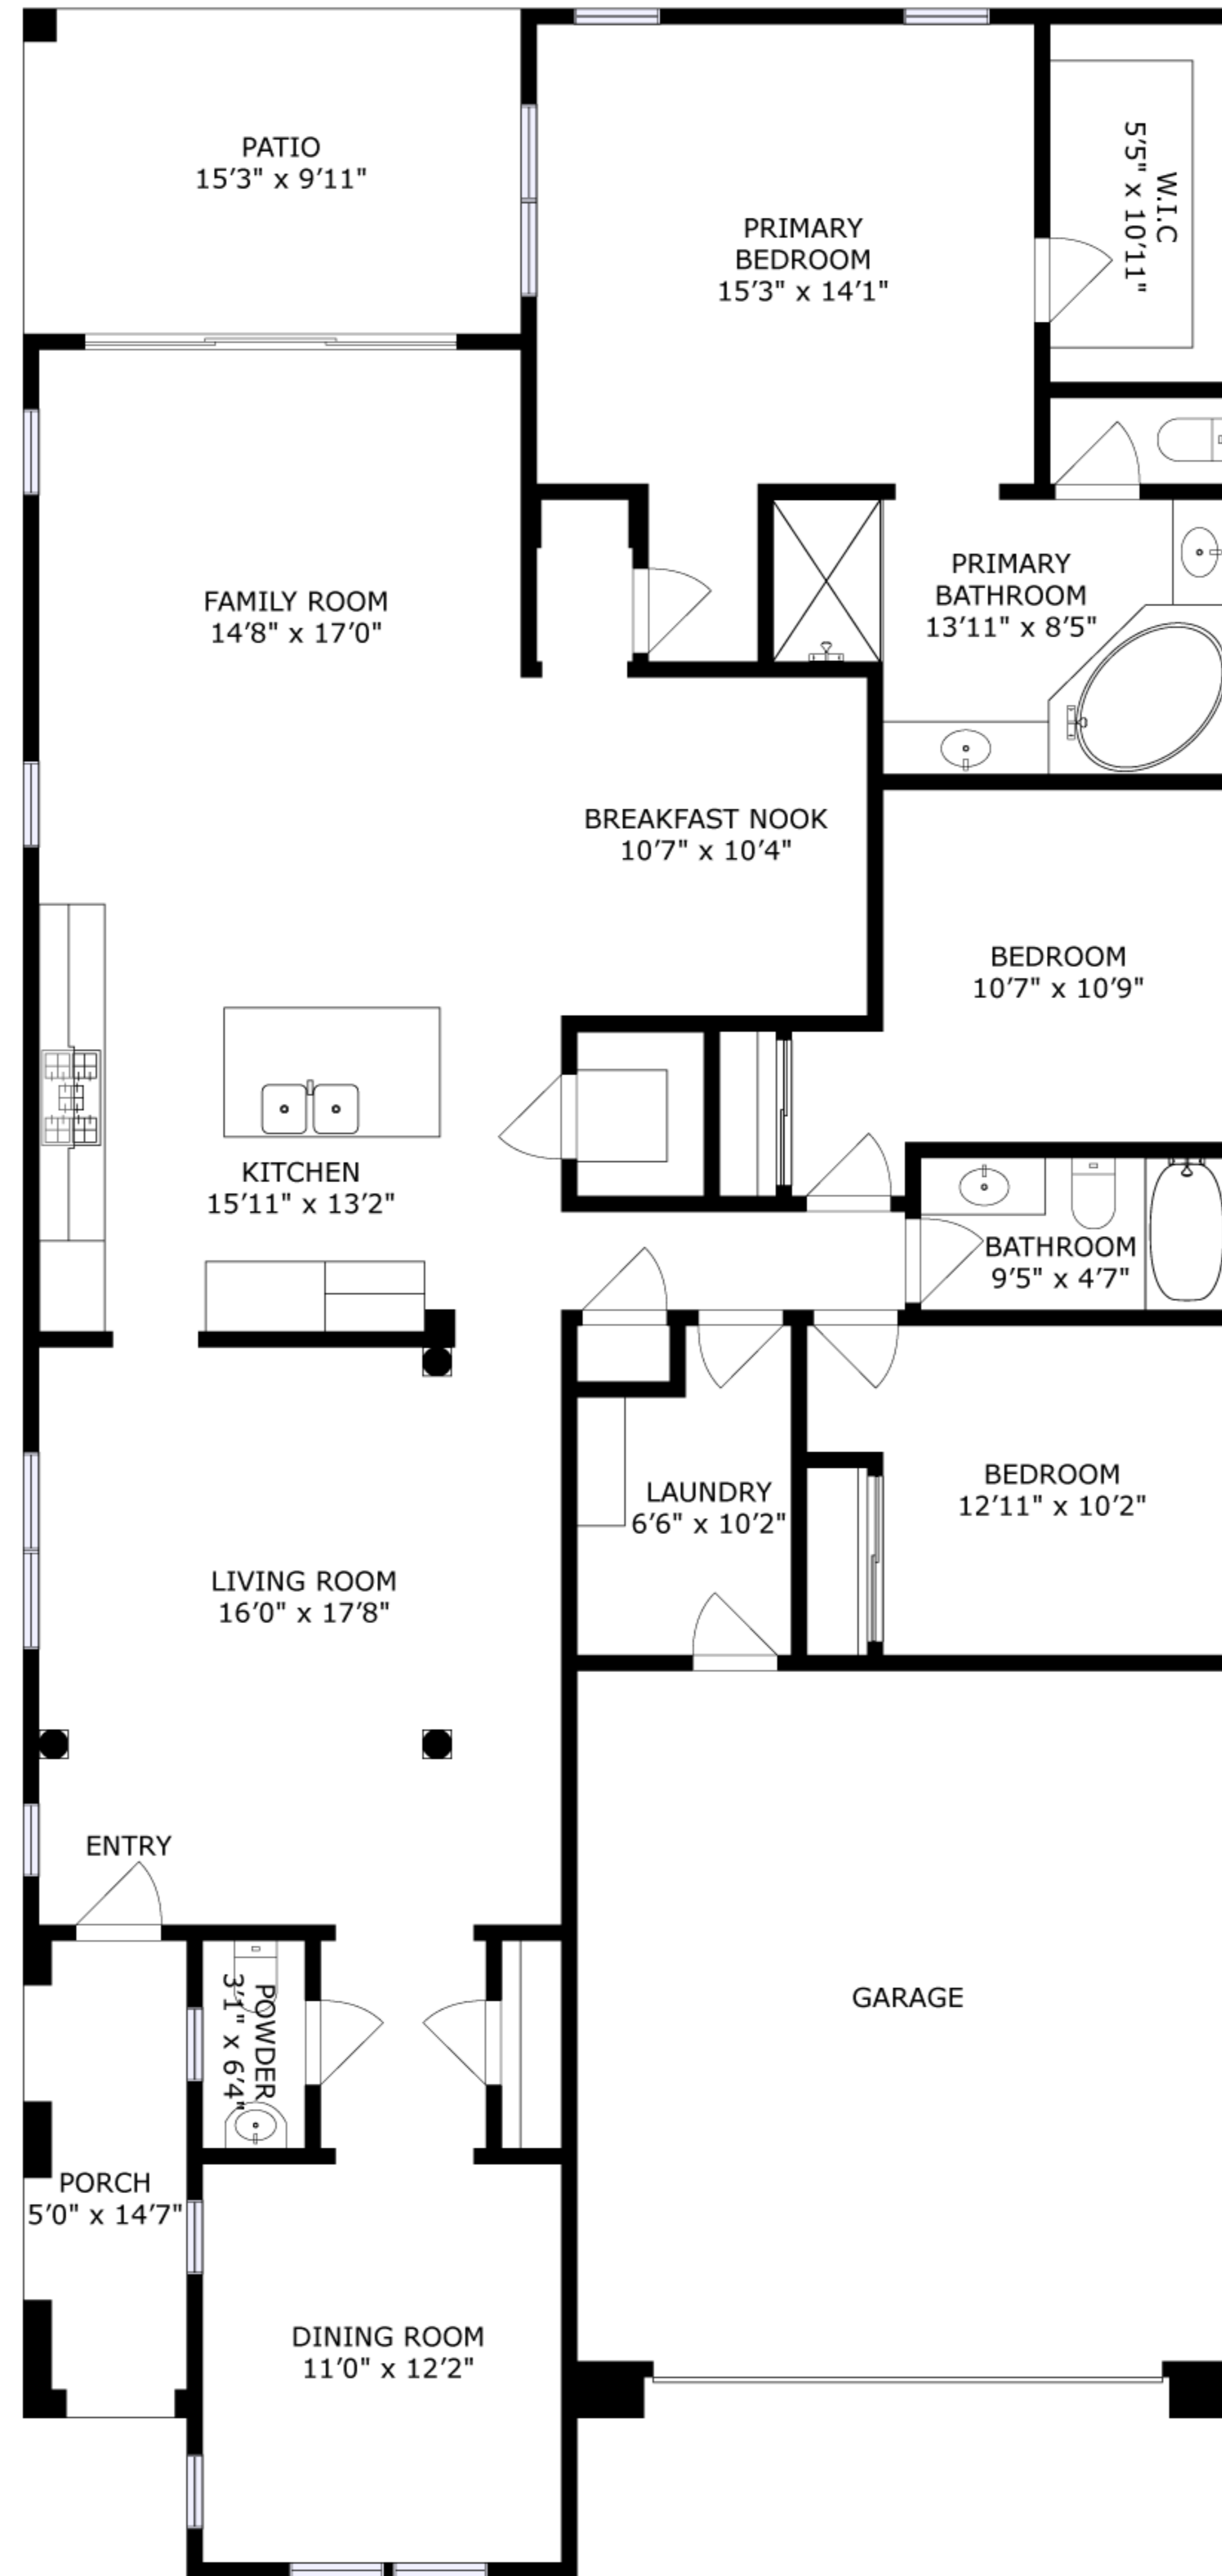 PATIO
15'3" x 9'11"
PRIMARY
BEDROOM
15'3" x 14'1"
W.I.C
5'5" x 10'11"
FAMILY ROOM
14'8" x 17'0"
PRIMARY
BATHROOM
13'11" x 8'5"
BREAKFAST NOOK
10'7" x 10'4"
BEDROOM
10'7" x 10'9"
KITCHEN
15'11" x 13'2"
BATHROOM
9'5" x 4'7"
BEDROOM
12'11" x 10'2"
LAUNDRY
6'6" x 10'2"
LIVING ROOM
16'0" x 17'8"
ENTRY
GARAGE
POWDER
3'1" x 6'4"
PORCH
5'0" x 14'7"
DINING ROOM
11'0" x 12'2"